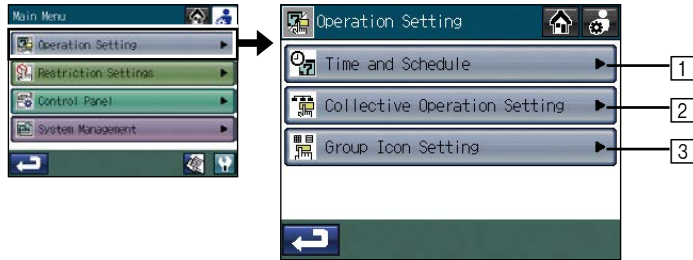 Main Menu
Operation Setting
Restriction Settings
Control Panel
System Management
Operation Setting
Time and Schedule
Collective Operation Setting
Group Icon Setting
1
2
3